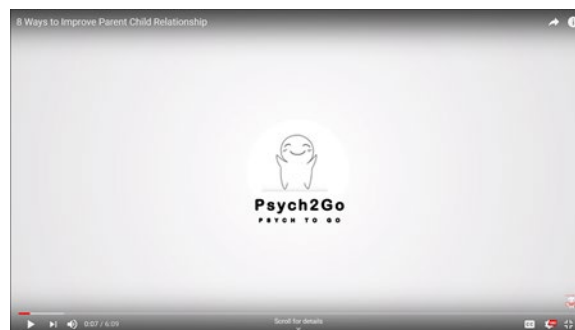 8 Ways to Improve Parent Child Relationship
Psych2Go
PSYCH TO GO
0:07 / 6:09
Scroll for details